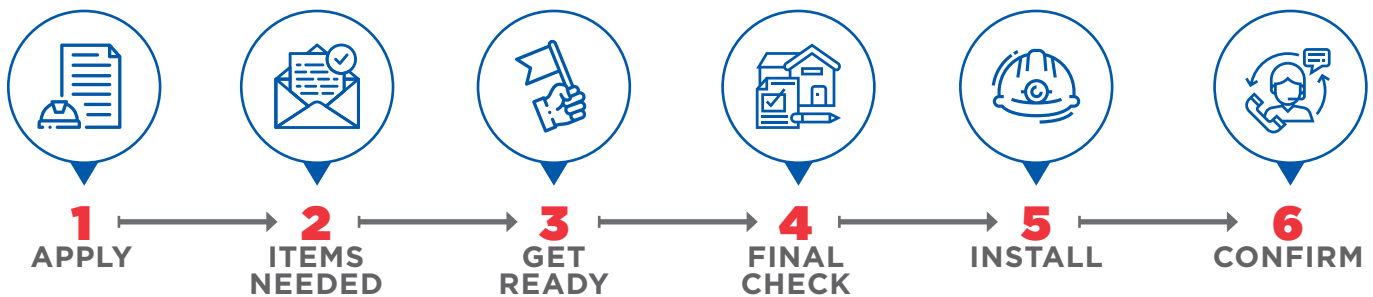 1
APPLY
2
ITEMS
NEEDED
3
GET
READY
4
FINAL
CHECK
5
INSTALL
6
CONFIRM